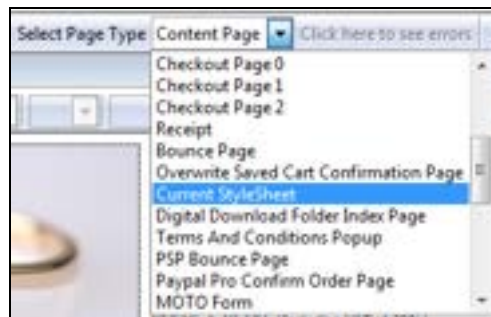 Select Page Type Content Page Click here to see errors
Checkout Page 0
Checkout Page 1
Checkout Page 2
Receipt
Bounce Page
Overwrite Saved Cart Confirmation Page
Current StyleSheet
Digital Download Folder Index Page
Terms And Conditions Popup
PSP Bounce Page
Paypal Pro Confirm Order Page
MOTO Form